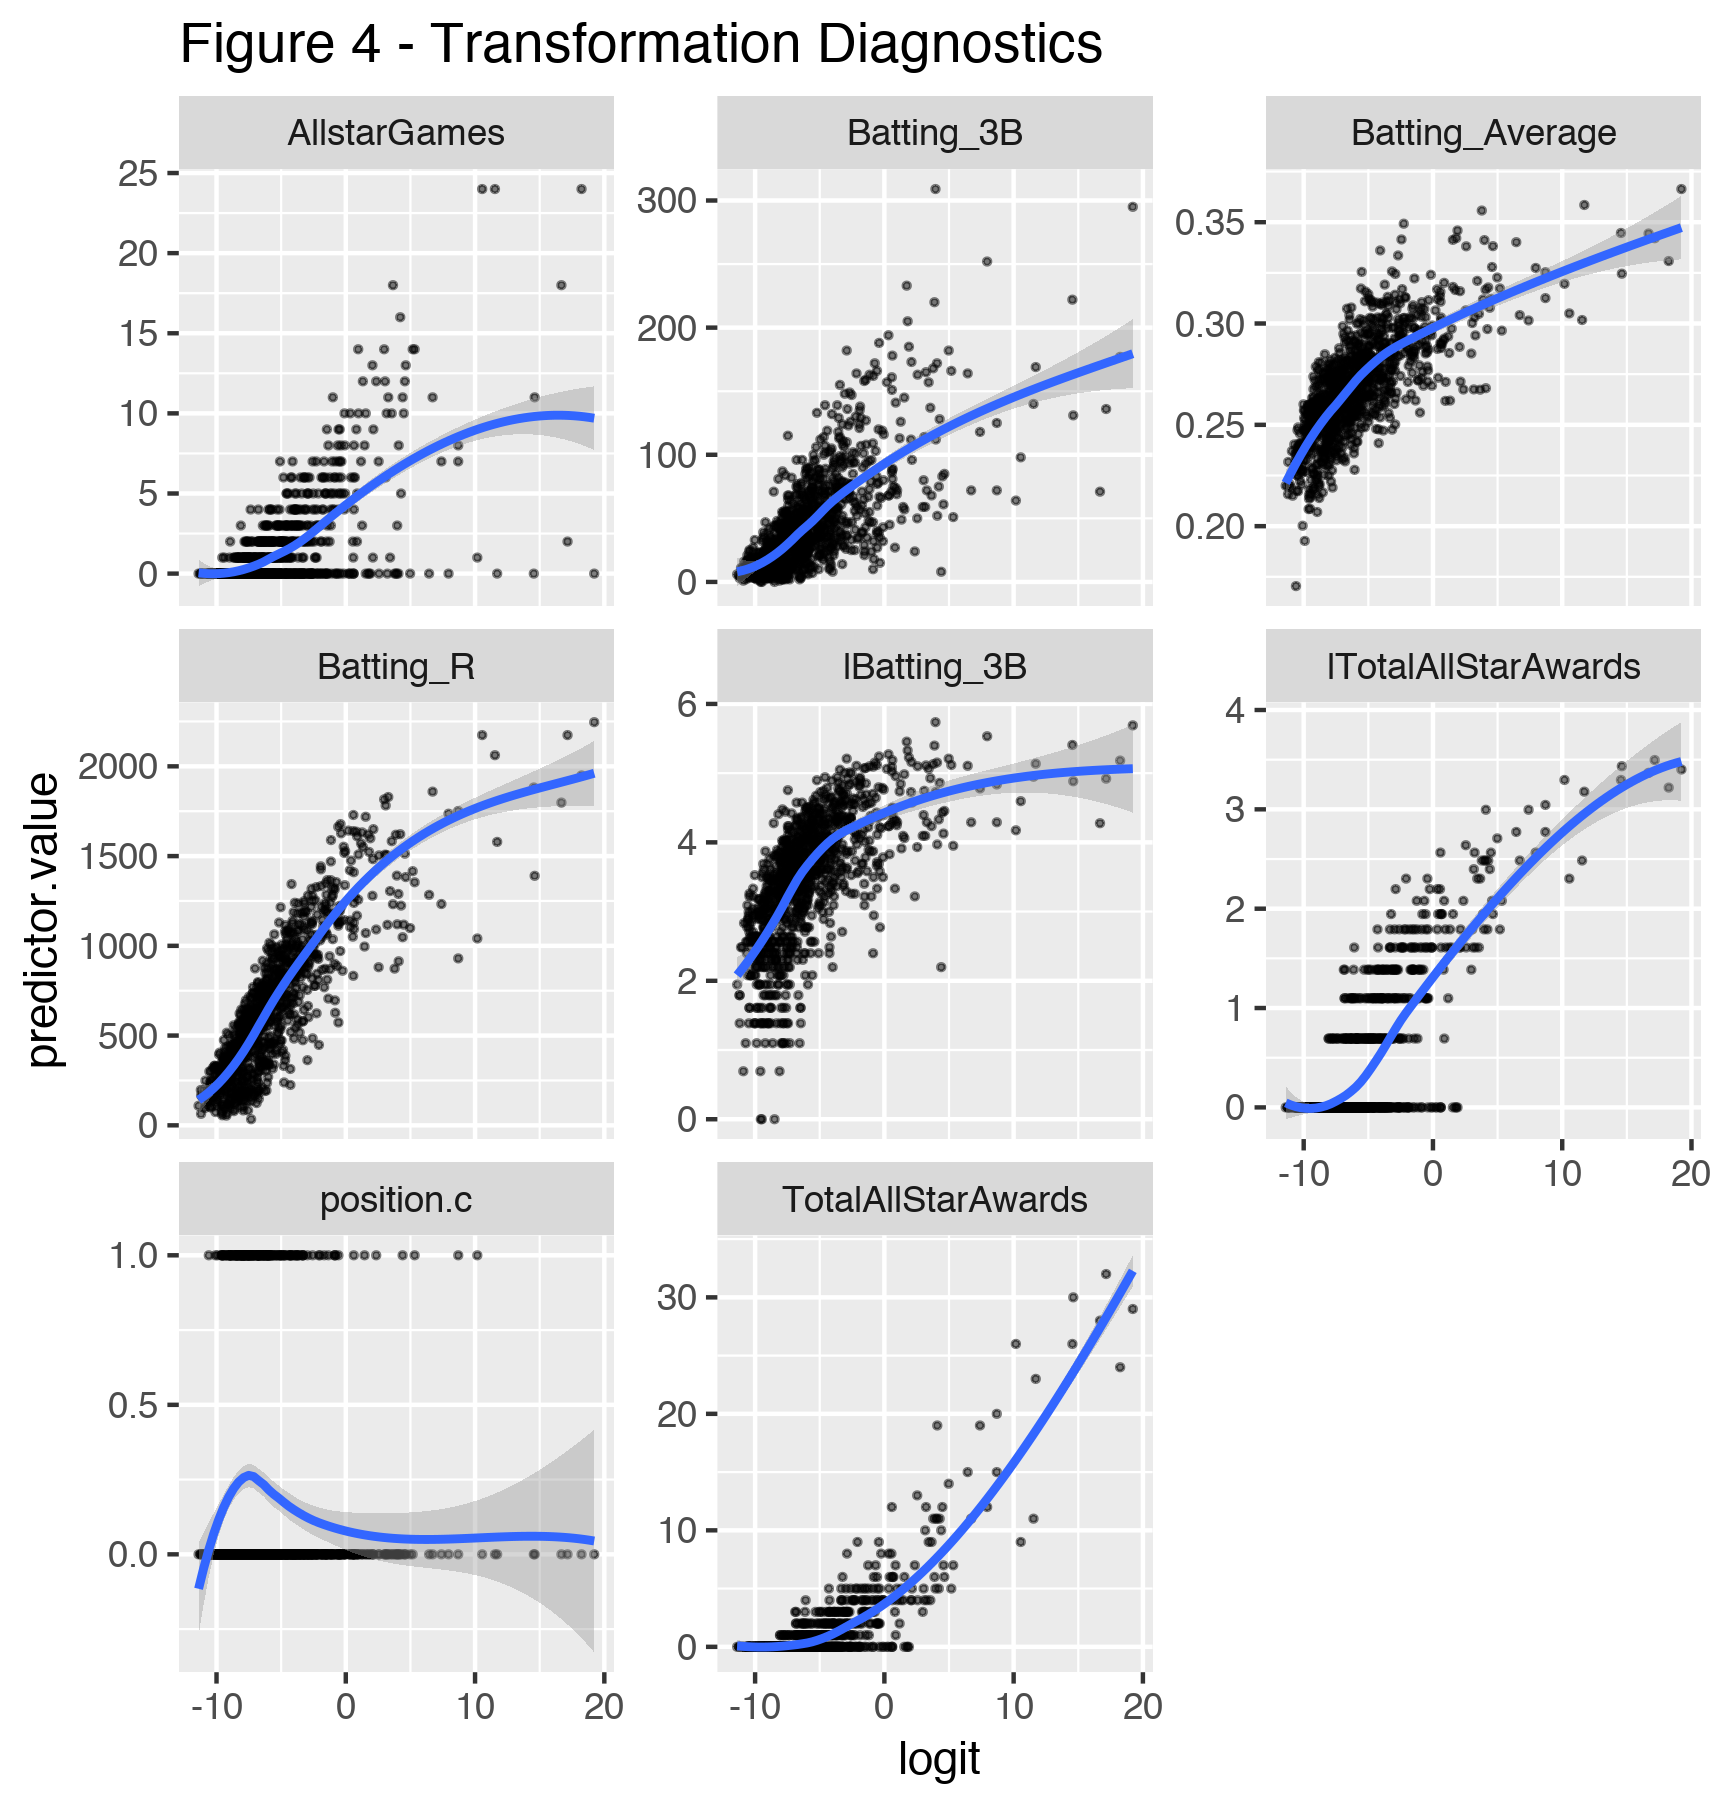 Figure 4 - Transformation Diagnostics
AllstarGames
Batting_3B
Batting_Average
25
20
15
10
5
0
300
200
100
0
0.35
0.30
0.25
0.20
Batting_R
lBatting_3B
lTotalAllStarAwards
2000
1500
1000
500
0
6
4
2
0
4
3
2
1
0
-10 0 10 20
predictor.value
position.c
TotalAllStarAwards
1.0
0.5
0.0
30
20
10
0
-10 0 10 20
-10 0 10 20
logit